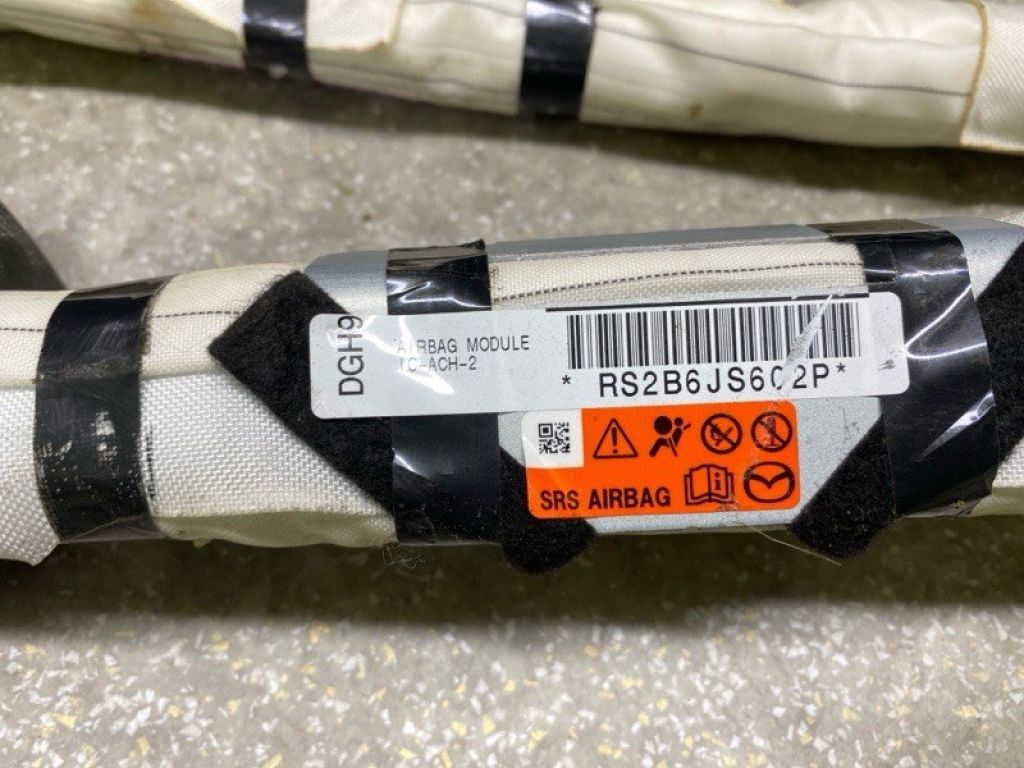 DGH9
AIRBAG MODULE
TC-ACH-2
* RS2B6JS602P*
SRS AIRBAG